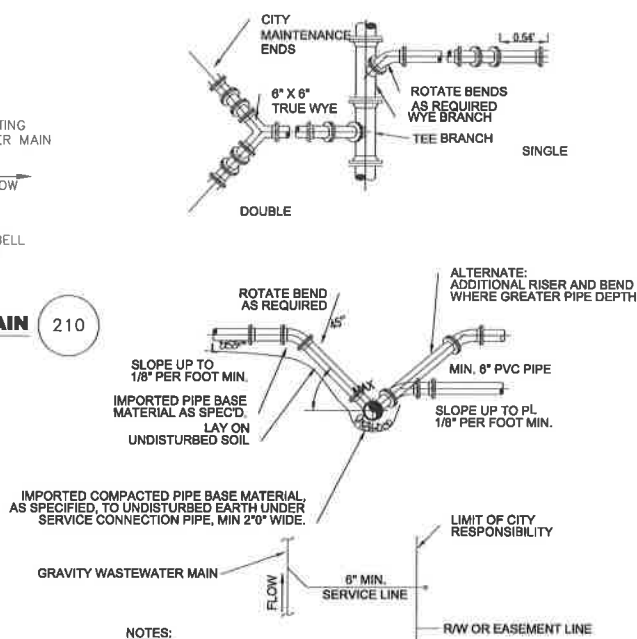 CITY
MAINTENANCE
ENDS
0.54'
6" X 6"
TRUE WYE
ROTATE BENDS
AS REQUIRED
WYE BRANCH
TEE BRANCH
SINGLE
DOUBLE
TING
ER MAIN
OW
BELL
AIN
210
ROTATE BEND
AS REQUIRED
45°
ALTERNATE:
ADDITIONAL RISER AND BEND
WHERE GREATER PIPE DEPTH
SLOPE UP TO
1/8" PER FOOT MIN.
MAX
MIN. 6" PVC PIPE
IMPORTED PIPE BASE
MATERIAL AS SPEC'D.
LAY ON
UNDISTURBED SOIL
SLOPE UP TO PL
1/8" PER FOOT MIN.
IMPORTED COMPACTED PIPE BASE MATERIAL,
AS SPECIFIED, TO UNDISTURBED EARTH UNDER
SERVICE CONNECTION PIPE, MIN 2"0" WIDE.
LIMIT OF CITY
RESPONSIBILITY
GRAVITY WASTEWATER MAIN
FLOW
6" MIN.
SERVICE LINE
R/W OR EASEMENT LINE
NOTES: